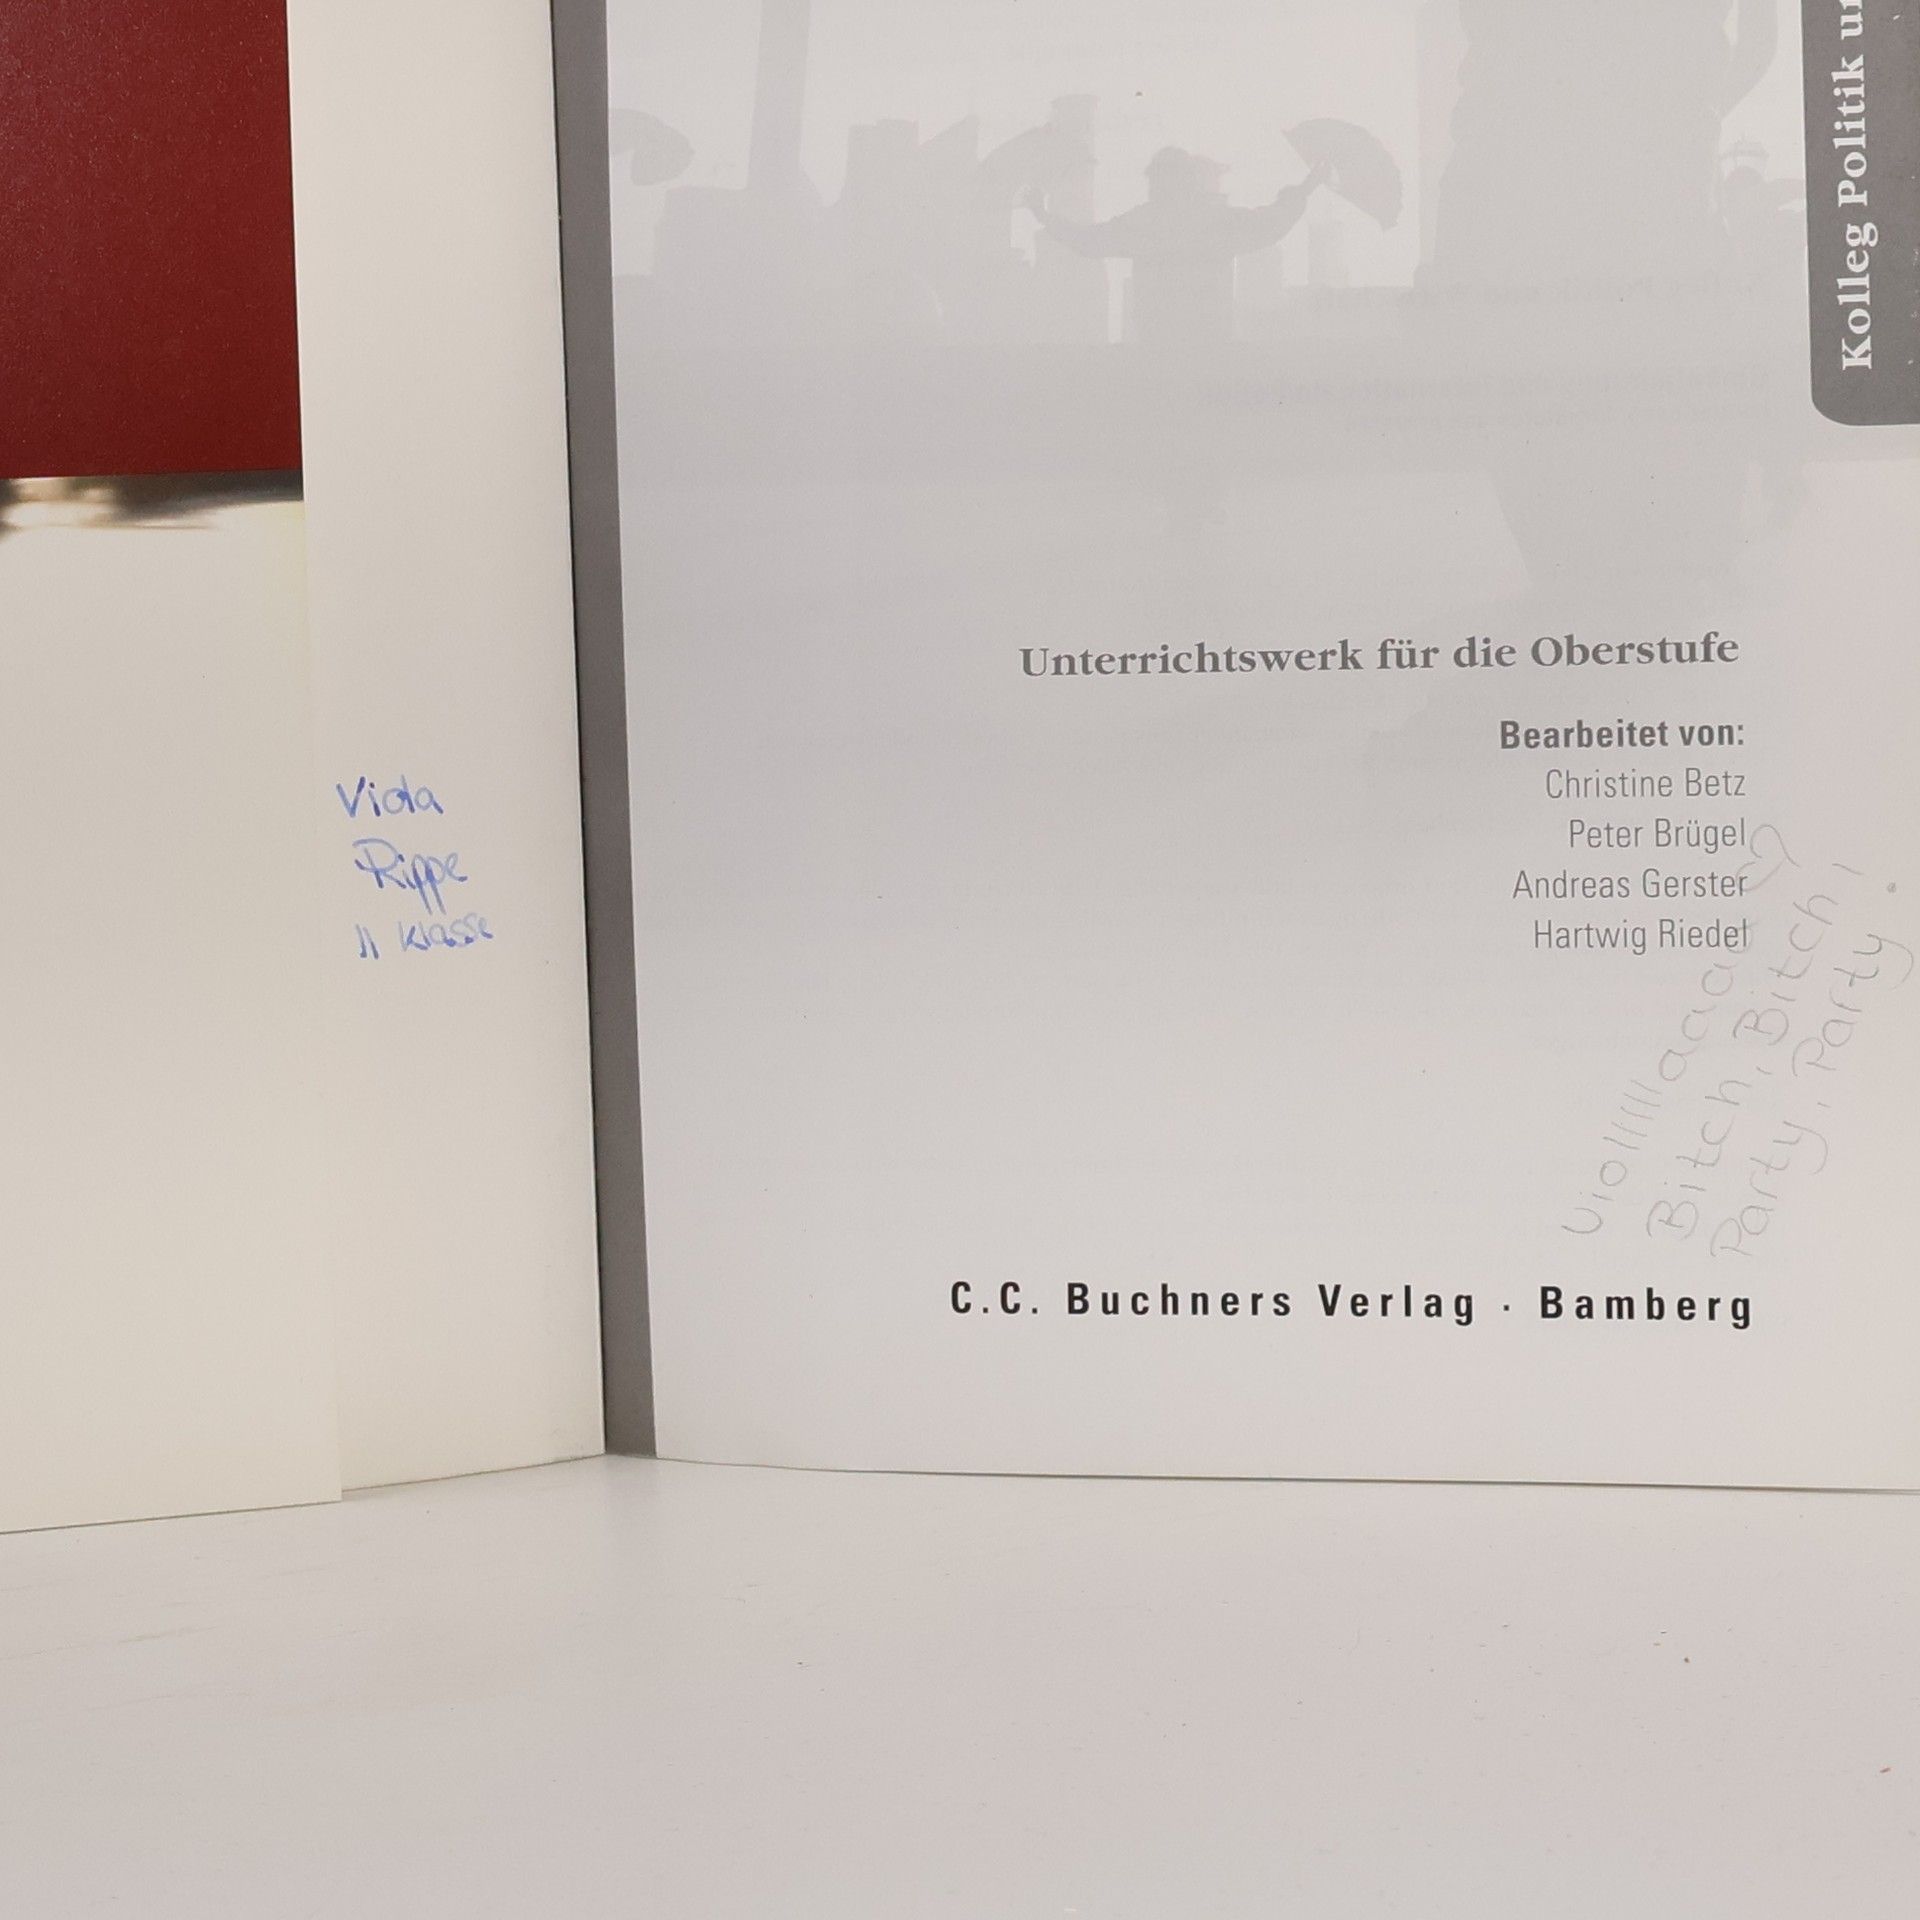 Viola
Rippe
11 Klasse
Kolleg Politik un
Unterrichtswerk für die Oberstufe
Bearbeitet von:
Christine Betz
Peter Brügel
Andreas Gerster
Hartwig Riedel
Viollllllaaaa
Bitch, Bitch,
Party, Party
C.C. Buchners Verlag · Bamberg